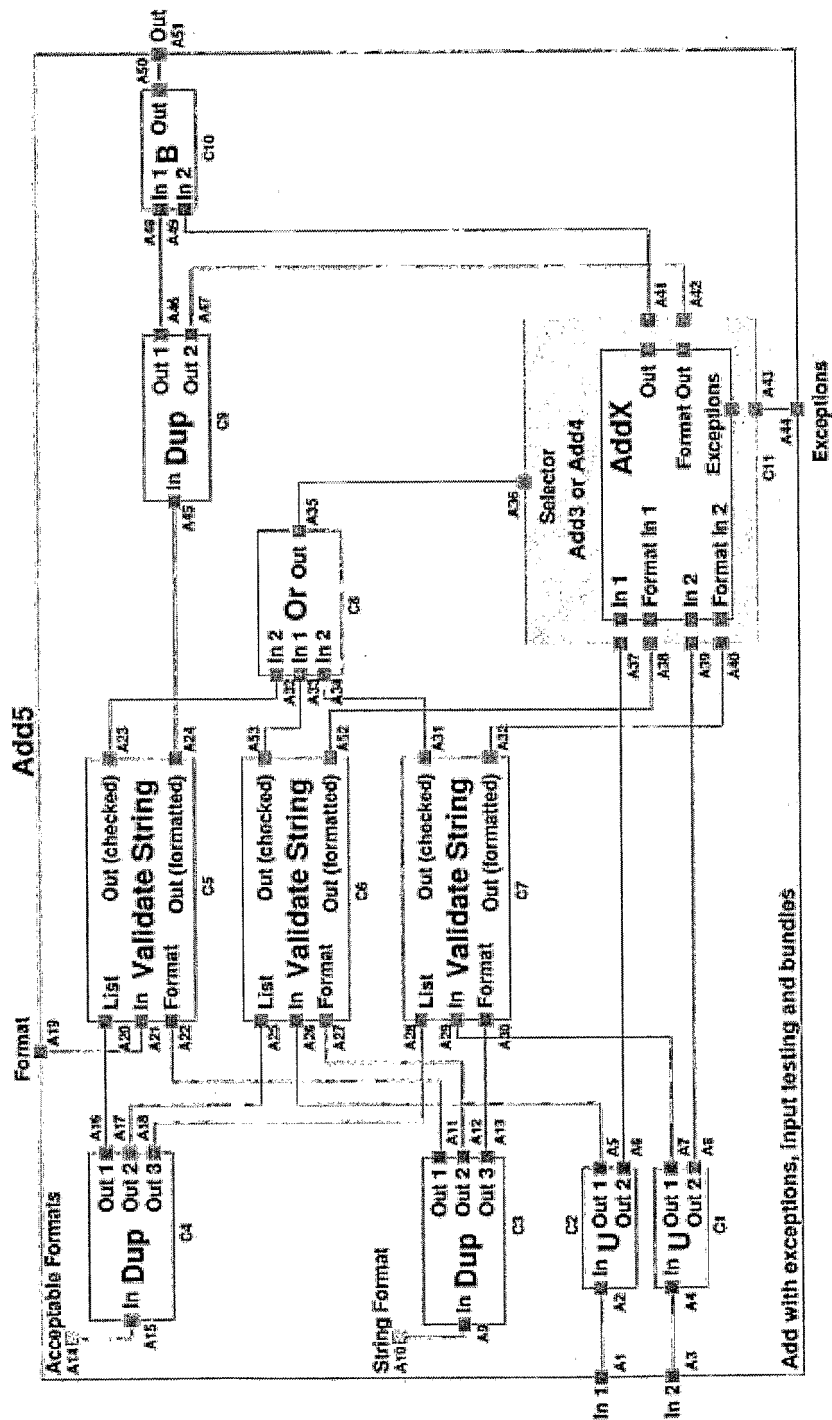 Add5
Format
A19
Acceptable Formats
A14
A15
In Dup
Out 1
Out 2
Out 3
C4
A16
A17
A18
List
In Validate String
Format
Out (checked)
Out (formatted)
C5
A20
A21
A22
A23
A24
String Format
A10
A9
In Dup
Out 1
Out 2
Out 3
C3
A11
A12
A13
List
In Validate String
Format
Out (checked)
Out (formatted)
C6
A25
A26
A27
A53
A52
List
In Validate String
Format
Out (checked)
Out (formatted)
C7
A28
A29
A30
A31
A32
In 1
A1
A2
In U Out 1
Out 2
C2
A5
A6
In 2
A3
A4
In U Out 1
Out 2
C1
A7
A8
In 2
In 1 Or Out
In 2
C8
A32
A33
A34
A35
A36
Selector
Add3 or Add4
In 1
Format In 1
In 2
Format In 2
AddX
Out
Format Out
Exceptions
A37
A38
A39
A40
A41
A42
A43
C11
A44
Exceptions
In Dup
Out 1
Out 2
C9
A45
A46
A47
In 1
In 2
B
Out
C10
A48
A49
A50
A51
Out
Add with exceptions, input testing and bundles